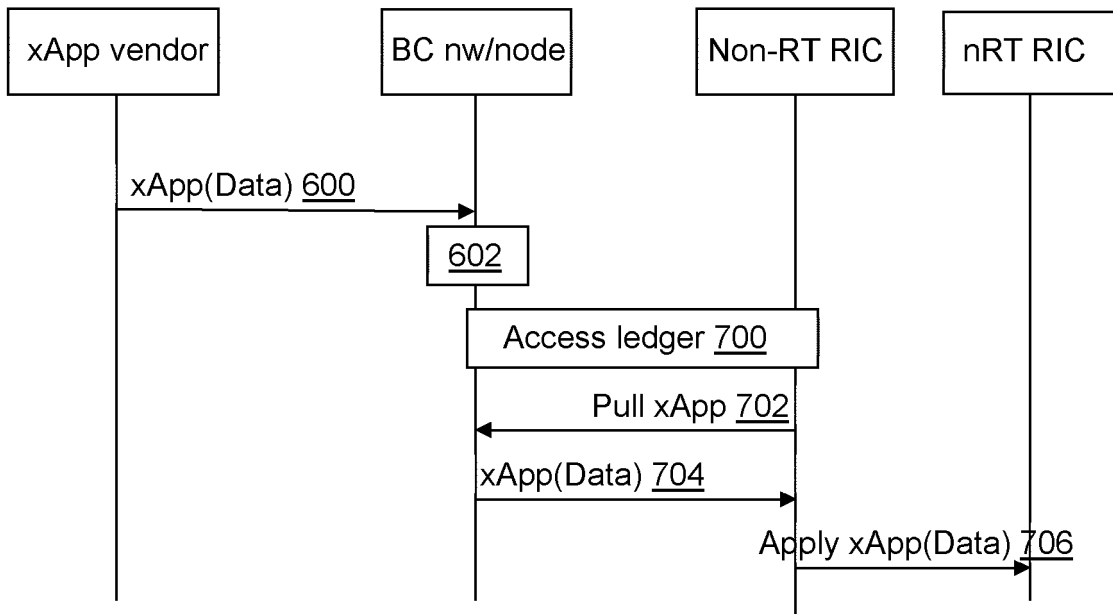 xApp vendor
BC nw/node
Non-RT RIC
nRT RIC
xApp(Data) 600
602
Access ledger 700
Pull xApp 702
xApp(Data) 704
Apply xApp(Data) 706